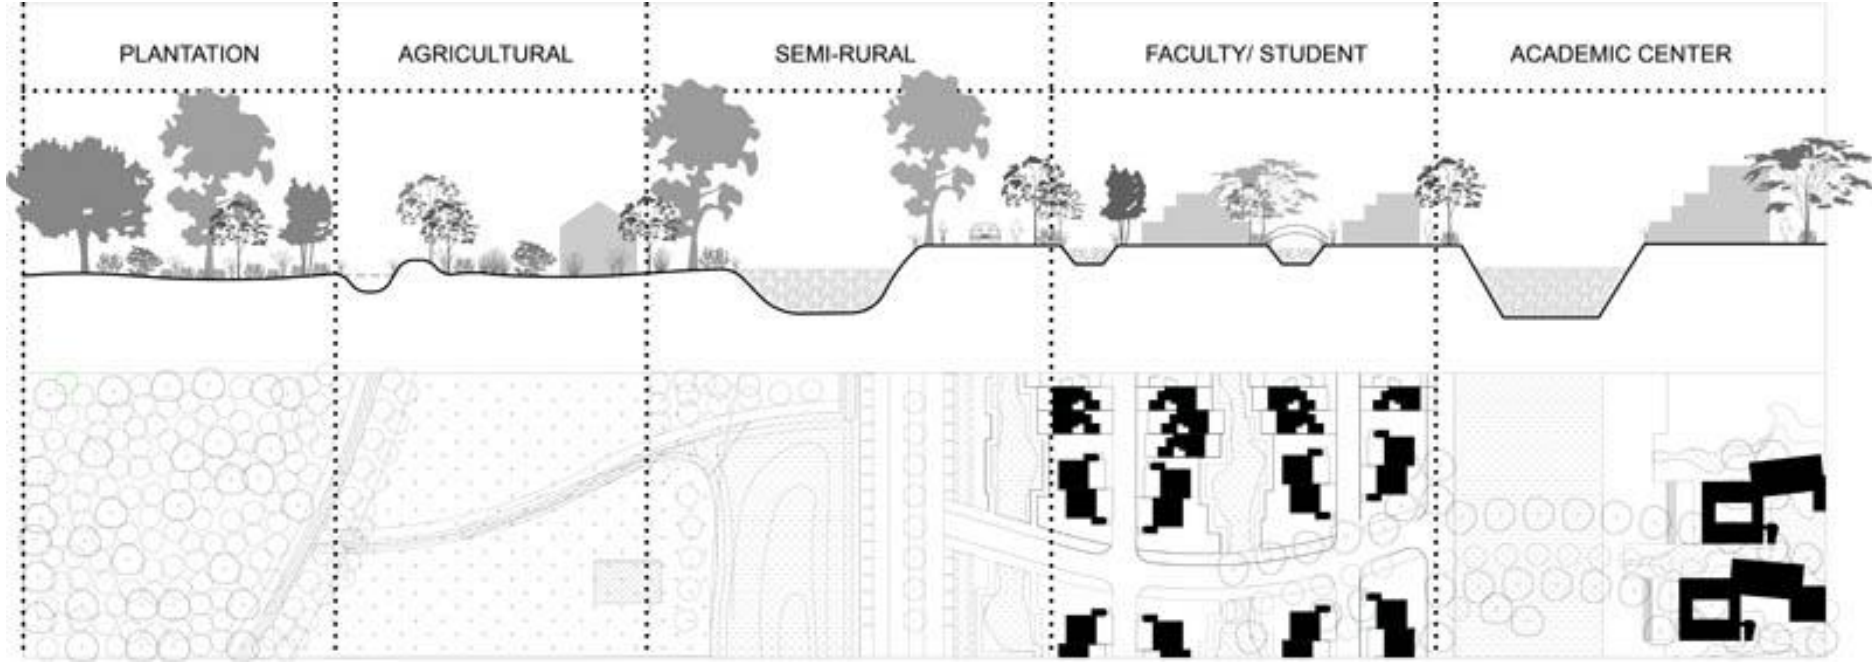 PLANTATION
AGRICULTURAL
SEMI-RURAL
FACULTY/ STUDENT
ACADEMIC CENTER